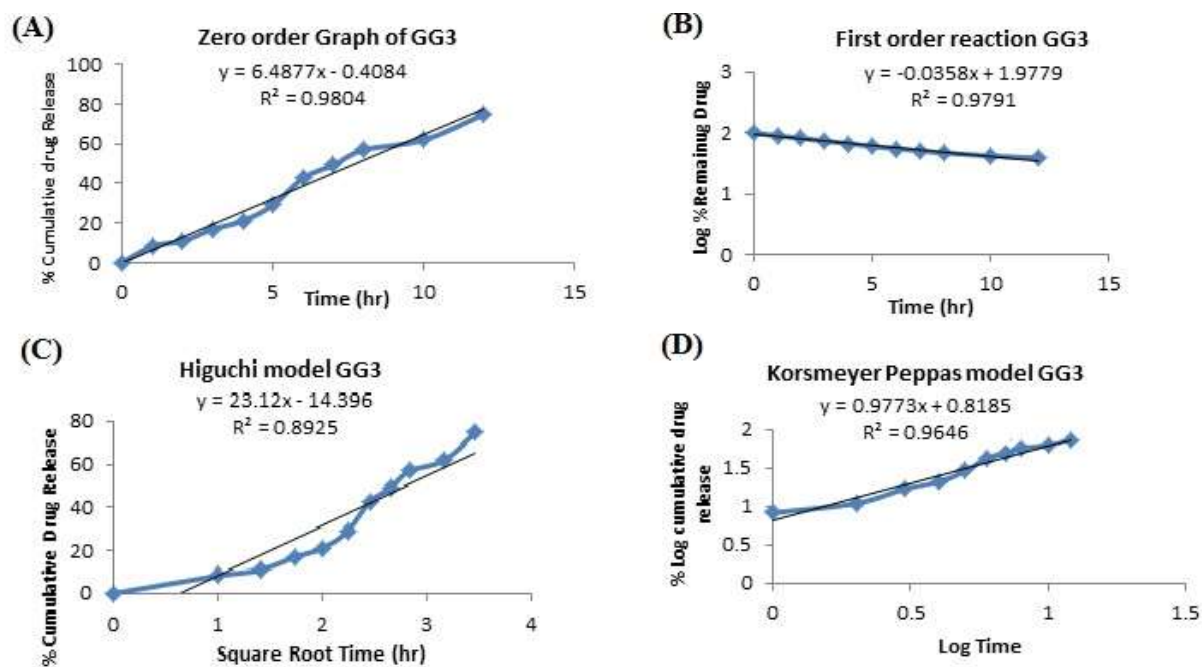 (A)
Zero order Graph of GG3
y = 6.4877x - 0.4084
R² = 0.9804
% Cumulative drug Release
100
80
60
40
20
0
0 5 10 15
Time (hr)
(B)
First order reaction GG3
y = -0.0358x + 1.9779
R² = 0.9791
Log % Remainug Drug
3
2
1
0
0 5 10 15
Time (hr)
(C)
Higuchi model GG3
y = 23.12x - 14.396
R² = 0.8925
% Cumulative Drug Release
80
60
40
20
0
0 1 2 3 4
Square Root Time (hr)
(D)
Korsmeyer Peppas model GG3
y = 0.9773x + 0.8185
R² = 0.9646
% Log cumulative drug
release
2
1.5
1
0.5
0
0 0.5 1 1.5
Log Time